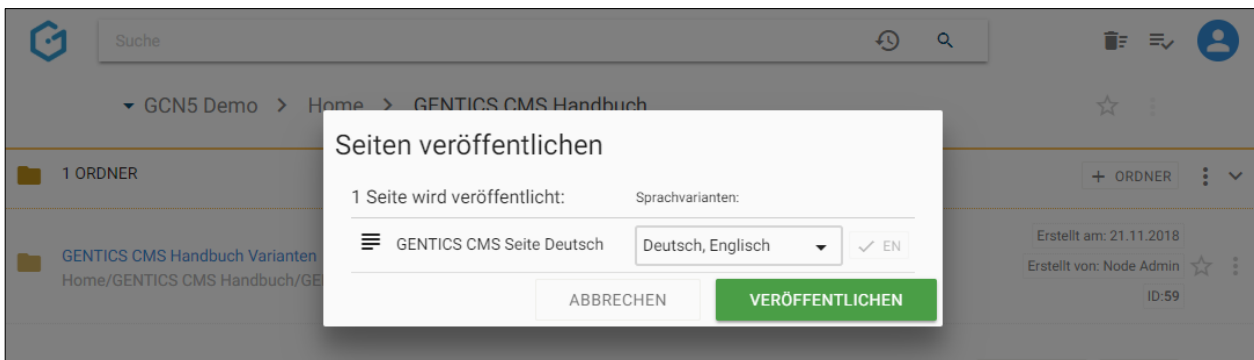 Suche
GCN5 Demo > Home > GENTICS CMS Handbuch
Seiten veröffentlichen
1 ORDNER
+ ORDNER
1 Seite wird veröffentlicht: Sprachvarianten:
GENTICS CMS Seite Deutsch Deutsch, Englisch EN
Erstellt am: 21.11.2018
GENTICS CMS Handbuch Varianten
Erstellt von: Node Admin
Home/GENTICS CMS Handbuch/GE
ID:59
ABBRECHEN VERÖFFENTLICHEN